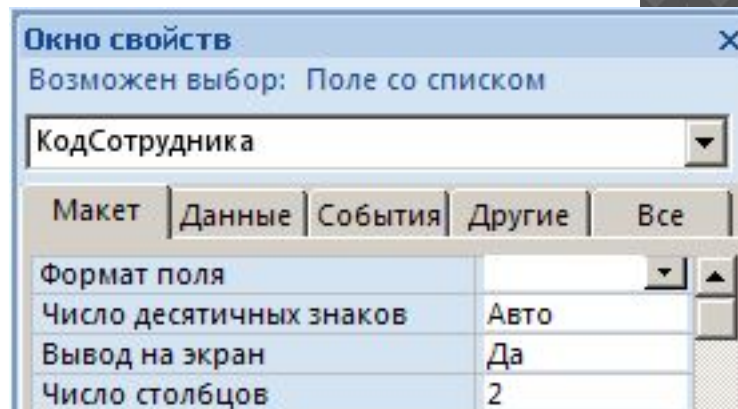 Окно свойств
Возможен выбор: Поле со списком
КодСотрудника
Макет Данные События Другие Все
Формат поля
Число десятичных знаков Авто
Вывод на экран Да
Число столбцов 2